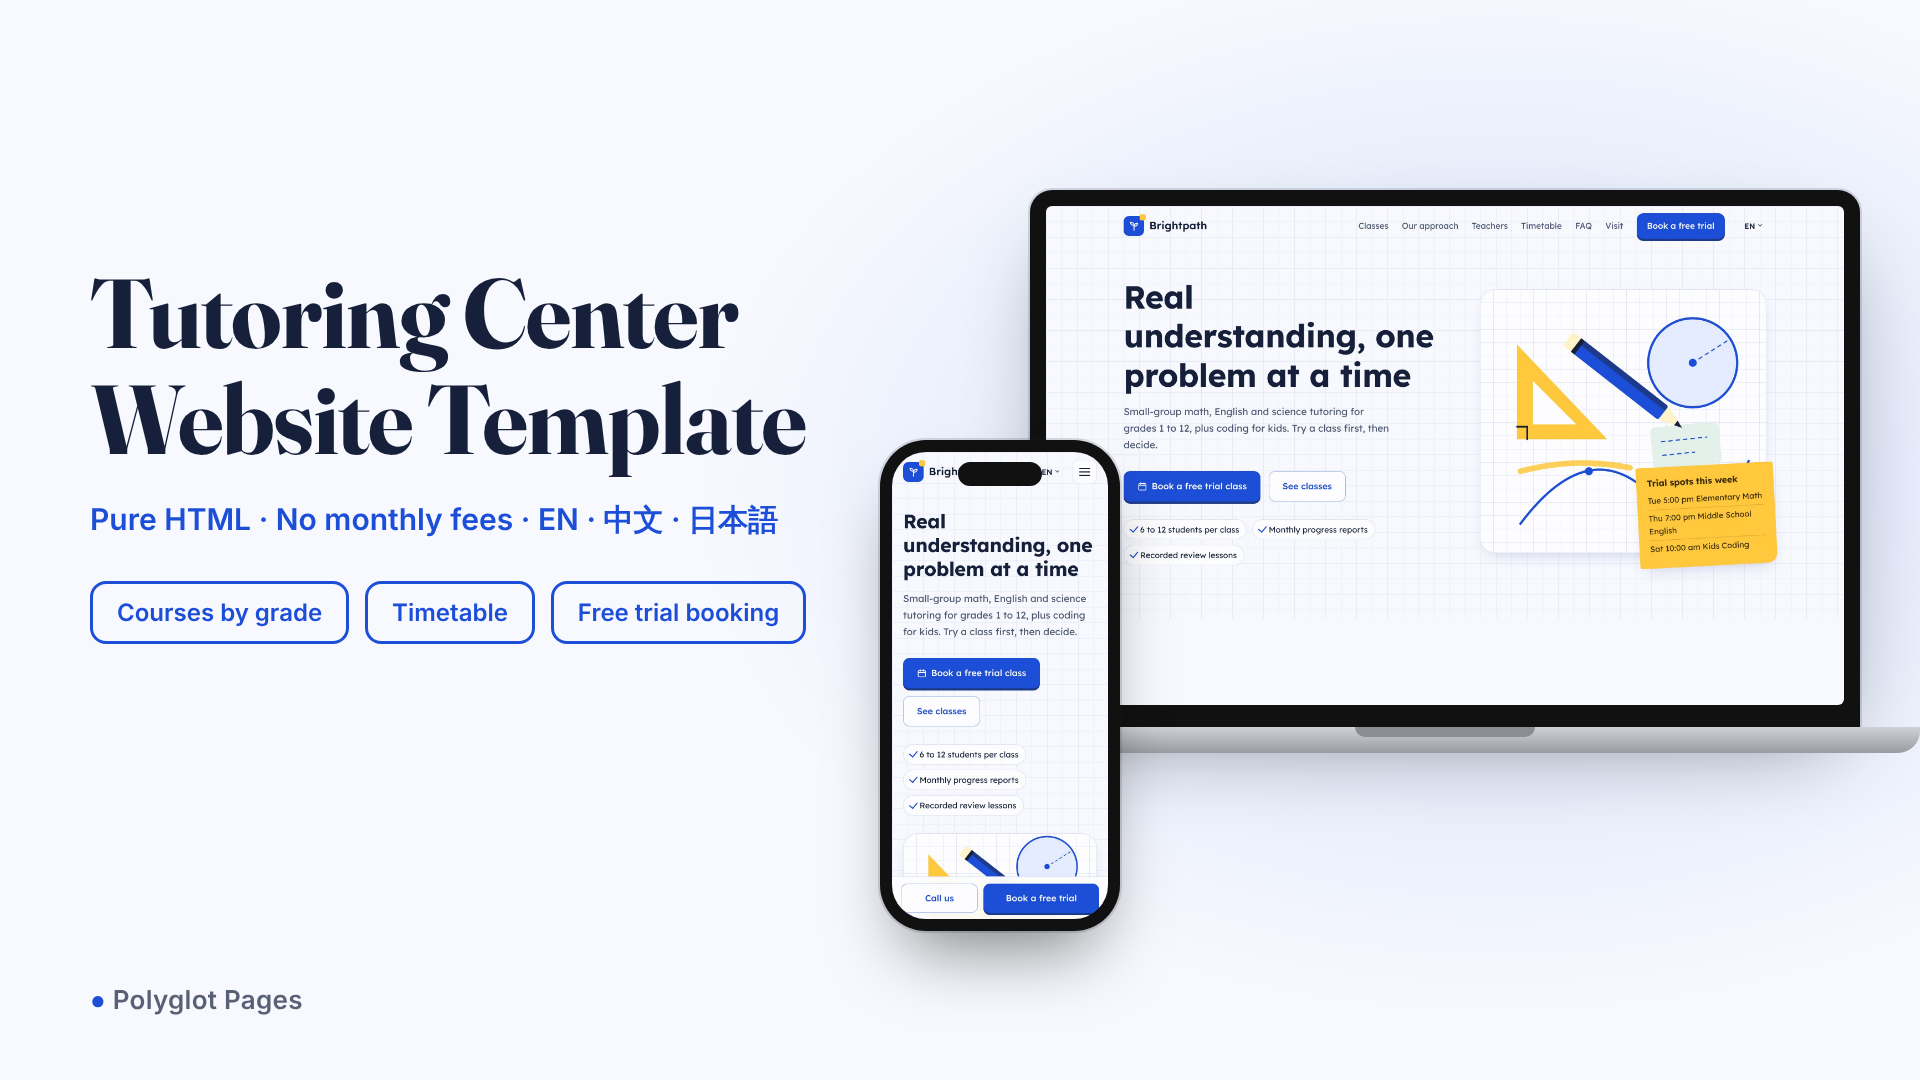 Tutoring Center
Website Template
Pure HTML · No monthly fees · EN · 中文 · 日本語
Courses by grade
Timetable
Free trial booking
Polyglot Pages
Brightpath
Classes
Our approach
Teachers
Timetable
FAQ
Visit
Book a free trial
EN
Real
understanding, one
problem at a time
Small-group math, English and science tutoring for
grades 1 to 12, plus coding for kids. Try a class first, then
decide.
Book a free trial class
See classes
6 to 12 students per class
Monthly progress reports
Recorded review lessons
Trial spots this week
Tue 5:00 pm Elementary Math
Thu 7:00 pm Middle School
English
Sat 10:00 am Kids Coding
Brigh
EN
Real
understanding, one
problem at a time
Small-group math, English and science
tutoring for grades 1 to 12, plus coding
for kids. Try a class first, then decide.
Book a free trial class
See classes
6 to 12 students per class
Monthly progress reports
Recorded review lessons
Call us
Book a free trial